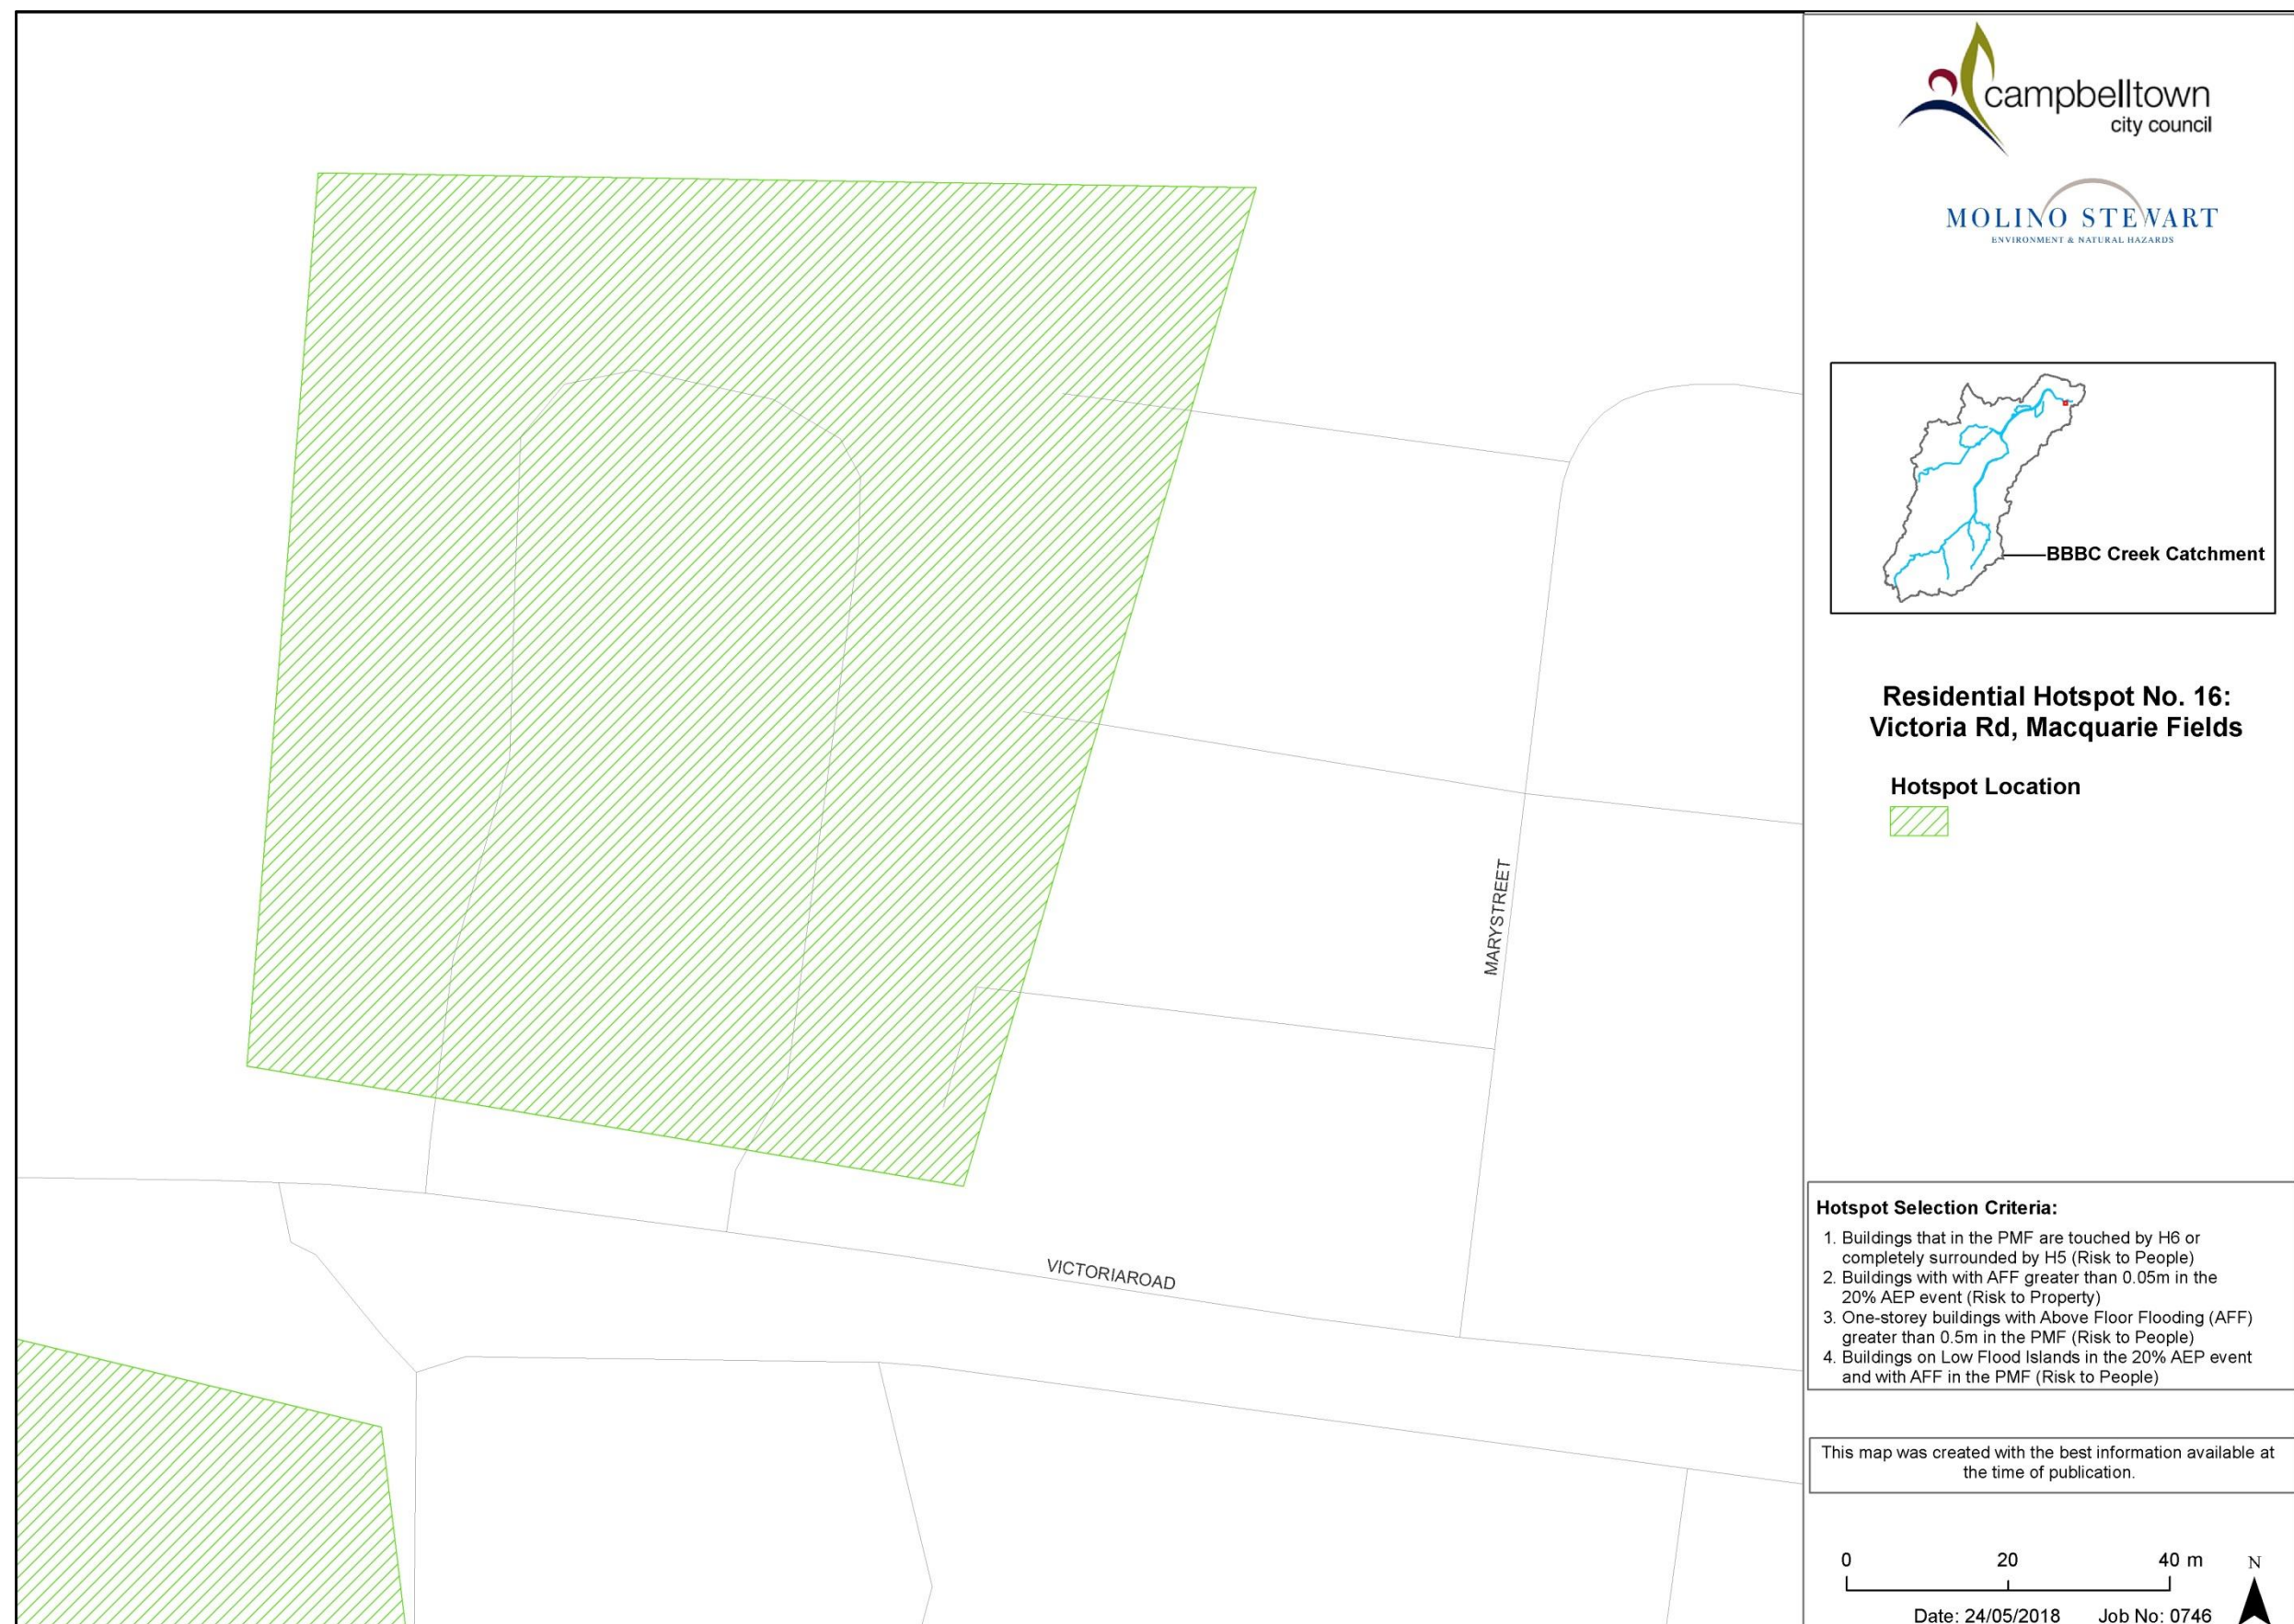 campbelltown
city council
MOLINO STEWART
ENVIRONMENT & NATURAL HAZARDS
BBBC Creek Catchment
Residential Hotspot No. 16:
Victoria Rd, Macquarie Fields
Hotspot Location
MARYSTREET
VICTORIAROAD
Hotspot Selection Criteria:
1. Buildings that in the PMF are touched by H6 or
completely surrounded by H5 (Risk to People)
2. Buildings with with AFF greater than 0.05m in the
20% AEP event (Risk to Property)
3. One-storey buildings with Above Floor Flooding (AFF)
greater than 0.5m in the PMF (Risk to People)
4. Buildings on Low Flood Islands in the 20% AEP event
and with AFF in the PMF (Risk to People)
This map was created with the best information available at
the time of publication.
0 20 40 m N
Date: 24/05/2018 Job No: 0746